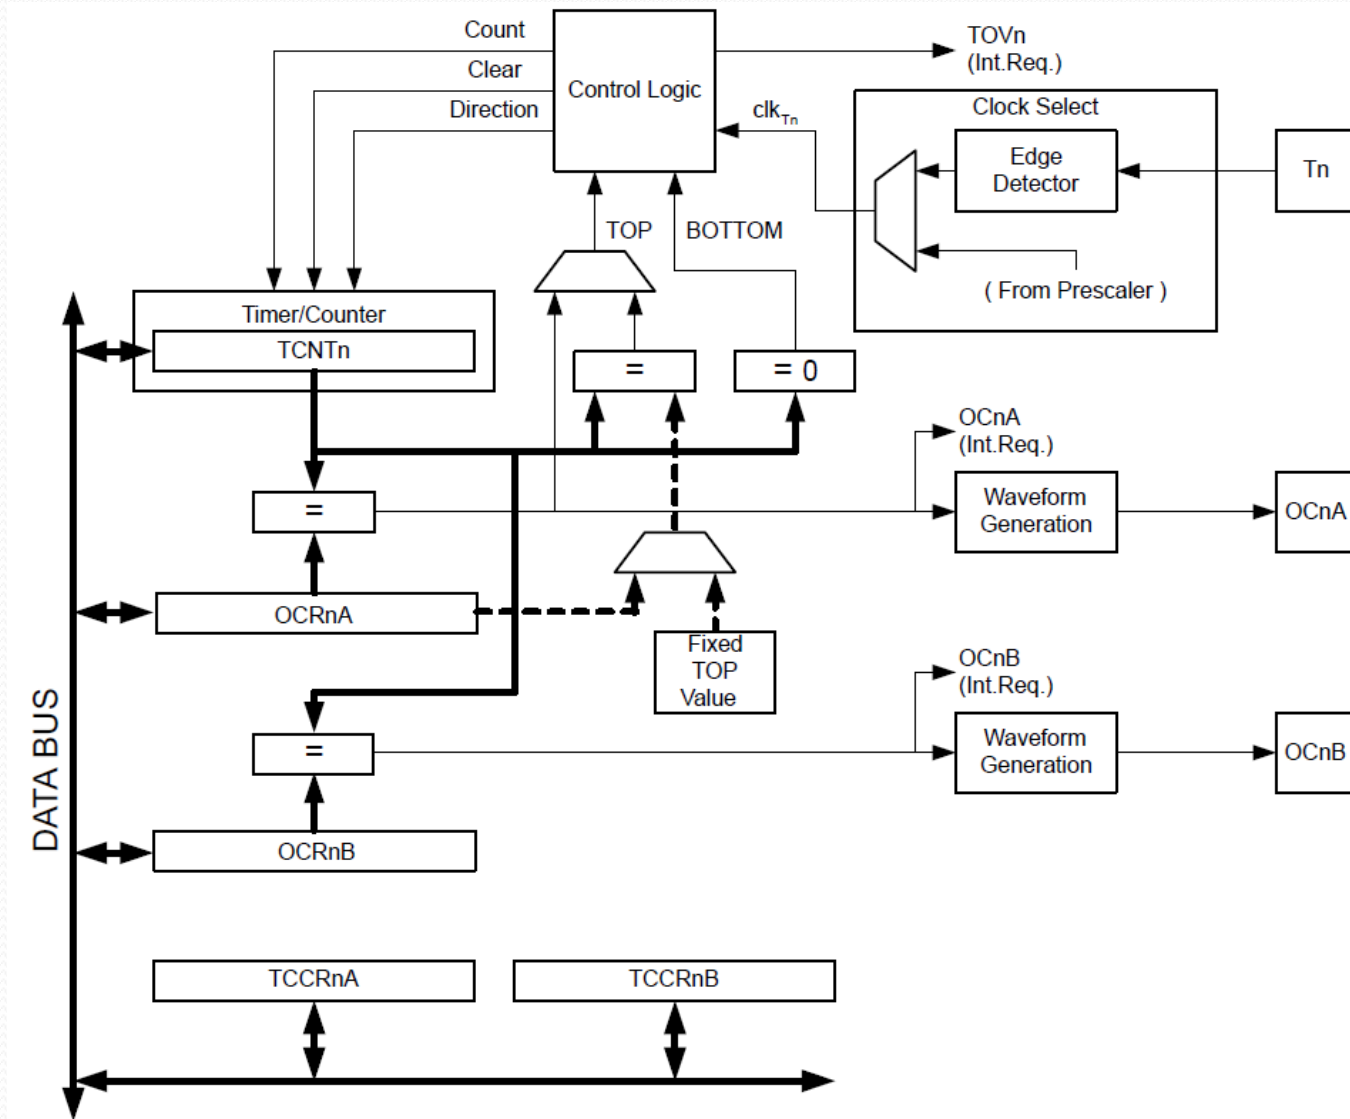 Count
Clear
Direction
Control Logic
TOVn
(Int.Req.)
clkTn
Clock Select
Edge
Detector
Tn
TOP
BOTTOM
( From Prescaler )
Timer/Counter
TCNTn
=
= 0
OCnA
(Int.Req.)
=
Waveform
Generation
OCnA
OCRnA
Fixed
TOP
Value
OCnB
(Int.Req.)
=
Waveform
Generation
OCnB
DATA BUS
OCRnB
TCCRnA
TCCRnB